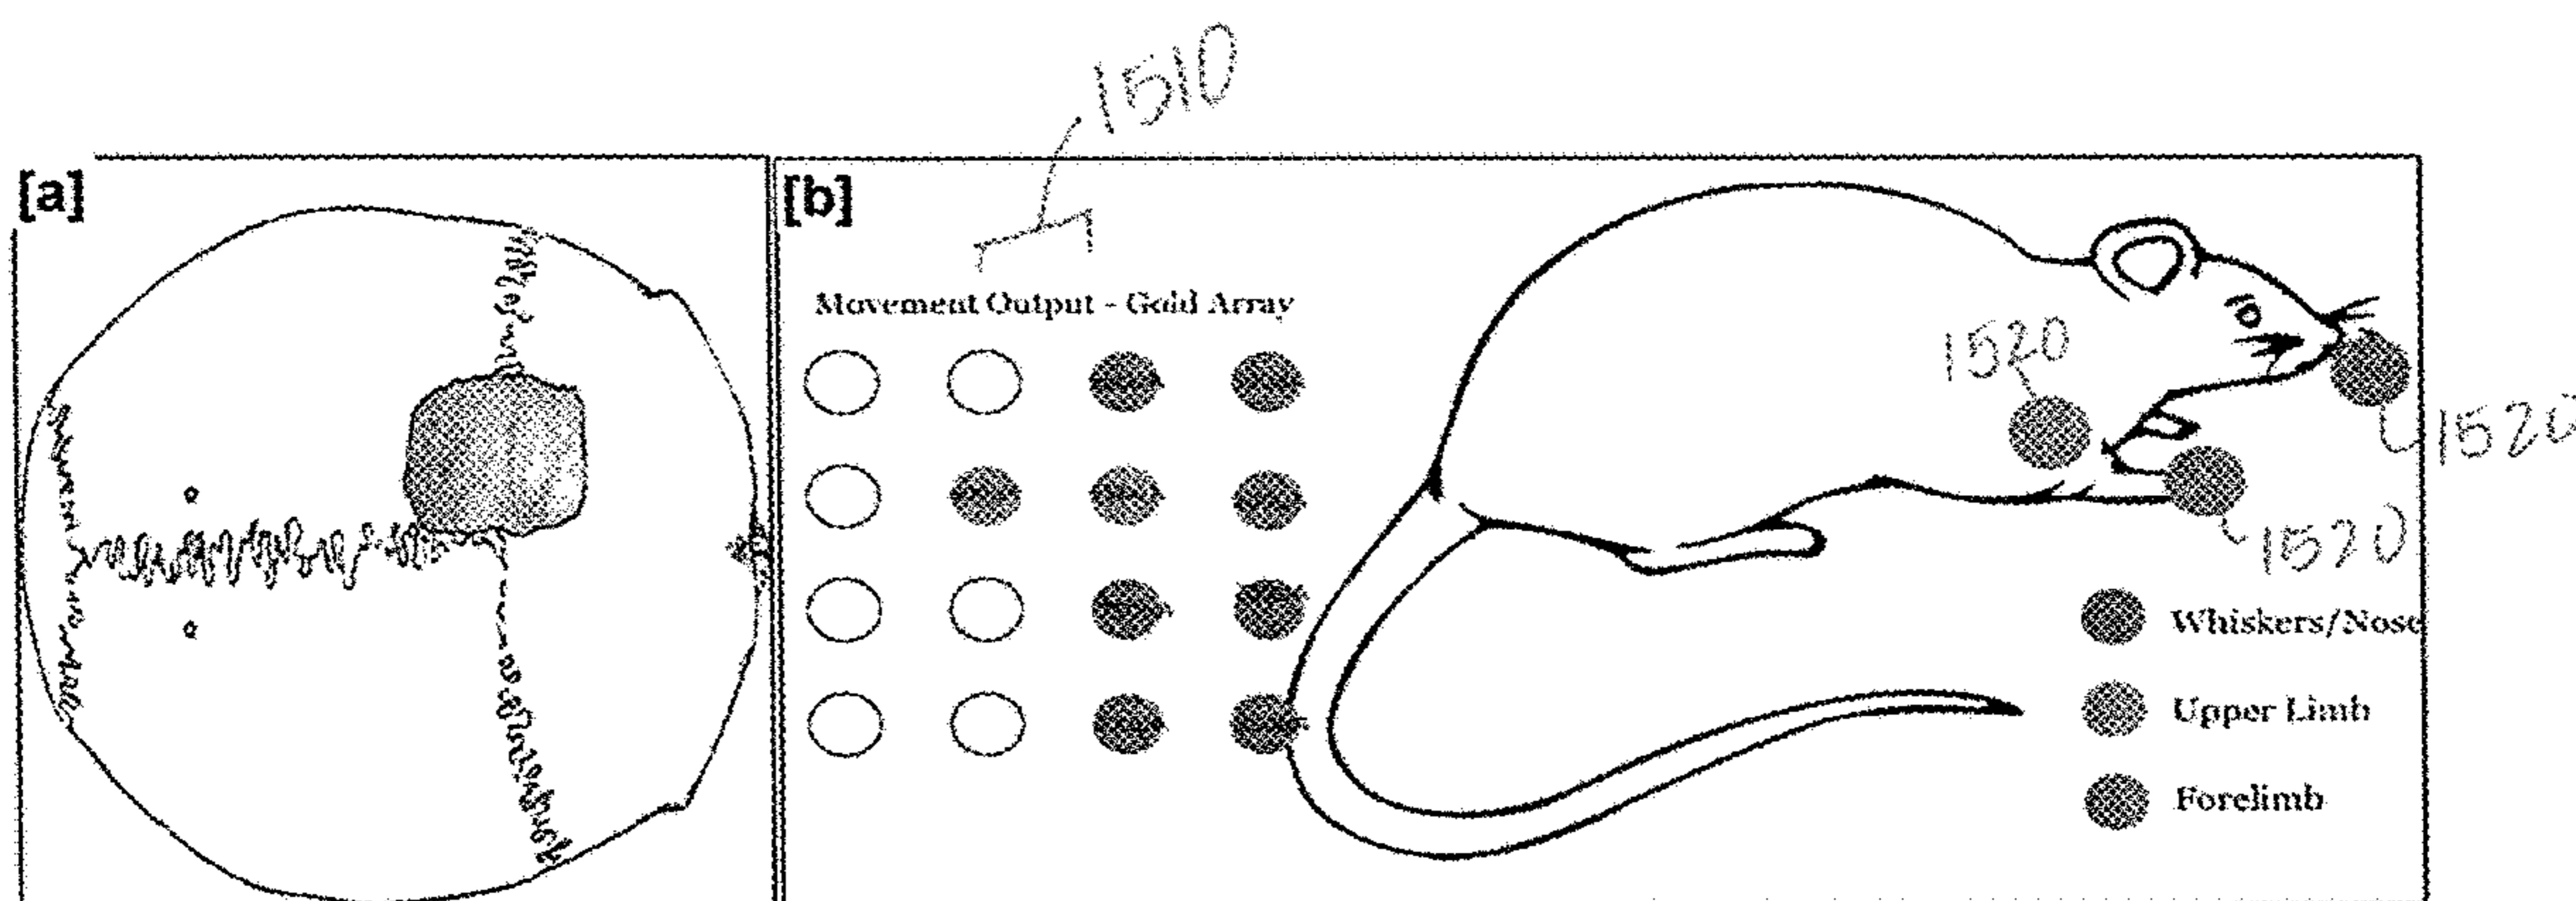 1510
[a]
[b]
Movement Output - Gold Array
1520
1520
1520
Whiskers/Nose
Upper Limb
Forelimb